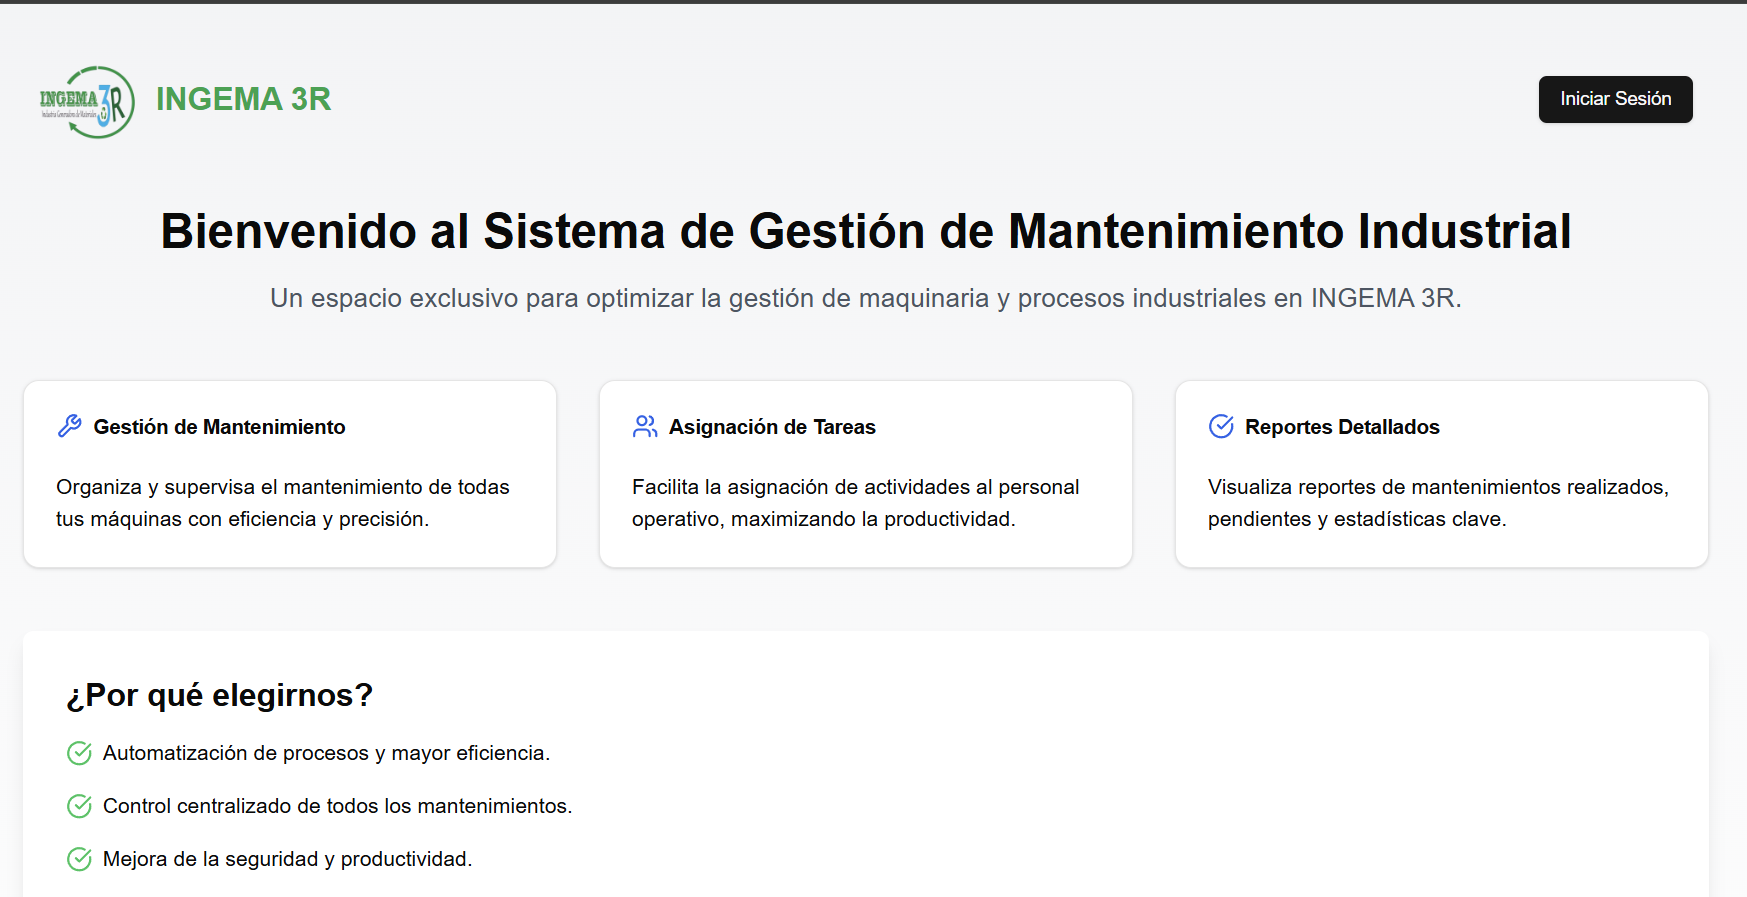 INGEMA 3R
Industria Generadora de Materiales
INGEMA 3R
Iniciar Sesión
Bienvenido al Sistema de Gestión de Mantenimiento Industrial
Un espacio exclusivo para optimizar la gestión de maquinaria y procesos industriales en INGEMA 3R.
Gestión de Mantenimiento
Organiza y supervisa el mantenimiento de todas
tus máquinas con eficiencia y precisión.
Asignación de Tareas
Facilita la asignación de actividades al personal
operativo, maximizando la productividad.
Reportes Detallados
Visualiza reportes de mantenimientos realizados,
pendientes y estadísticas clave.
¿Por qué elegirnos?
Automatización de procesos y mayor eficiencia.
Control centralizado de todos los mantenimientos.
Mejora de la seguridad y productividad.